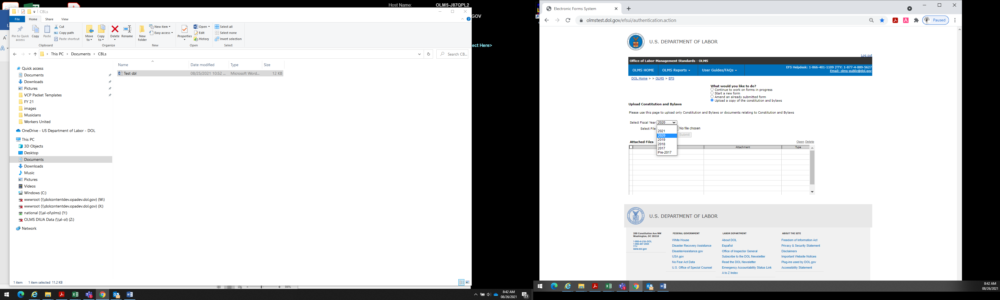 Host Name: OLMS-J87QPL2
GOV
ect Here>
CBLs
File Home Share View
Pin to Quick access
Copy
Paste
Cut
Copy path
Paste shortcut
Clipboard
Move to
Copy to
Delete
Rename
Organize
New folder
New item
Easy access
New
Properties
Open
Edit
History
Open
Select all
Select none
Invert selection
Select
This PC > Documents > CBLs
Search CB...
Name Date modified Type Size
Test cbl 08/25/2021 10:52 ... Microsoft Word... 12 KB
Quick access
Documents
Downloads
Pictures
VCP Packet Templates
FY 21
images
Musicians
Workers United
OneDrive - US Department of Labor - DOL
This PC
3D Objects
Desktop
Documents
Downloads
Music
Pictures
Videos
Windows (C:)
wwwroot (\\dolcontentdev.opadev.dol.gov) (W:)
wwwroot (\\dolcontentdev.opadev.dol.gov) (X:)
national (\\al-ol\olms) (Y:)
OLMS DIUA Data (\\al-ol) (Z:)
Network
1 item 1 item selected 11.2 KB
86%
8:42 AM
08/26/2021
23
Electronic Forms System
olmstest.dol.gov/efsui/authentication.action
Paused
U.S. DEPARTMENT OF LABOR
Log out
Office of Labor-Management Standards - OLMS
OLMS HOME OLMS Reports User Guides/FAQs
EFS Helpdesk: 1-866-401-1109 |TTY: 1-877-4-889-5627
Email: olms-public@dol.gov
DOL Home > > OLMS > EFS
What would you like to do?
Continue to work on forms in progress
Start a new form
Amend an already submitted form
Upload a copy of the constitution and bylaws
Upload Constitution and Bylaws
Please use this page to upload only Constitution and Bylaws or documents relating to Constitution and Bylaws
Select Fiscal Year 2020
Select File No file chosen
Submit
2021
2020
2019
2018
2017
Pre-2017
Attached Files Open Delete
Attachment Type
U.S. DEPARTMENT OF LABOR
200 Constitution Ave NW
Washington, DC 20210
1-866-4-USA-DOL
1-866-487-2365
TTY
www.dol.gov
FEDERAL GOVERNMENT
White House
Disaster Recovery Assistance
DisasterAssistance.gov
USA.gov
No Fear Act Data
U.S. Office of Special Counsel
LABOR DEPARTMENT
About DOL
Español
Office of Inspector General
Subscribe to the DOL Newsletter
Read the DOL Newsletter
Emergency Accountability Status Link
A to Z Index
ABOUT THE SITE
Freedom of Information Act
Privacy & Security Statement
Disclaimers
Important Website Notices
Plug-ins used by DOL.gov
Accessibility Statement
8:42 AM
08/26/2021